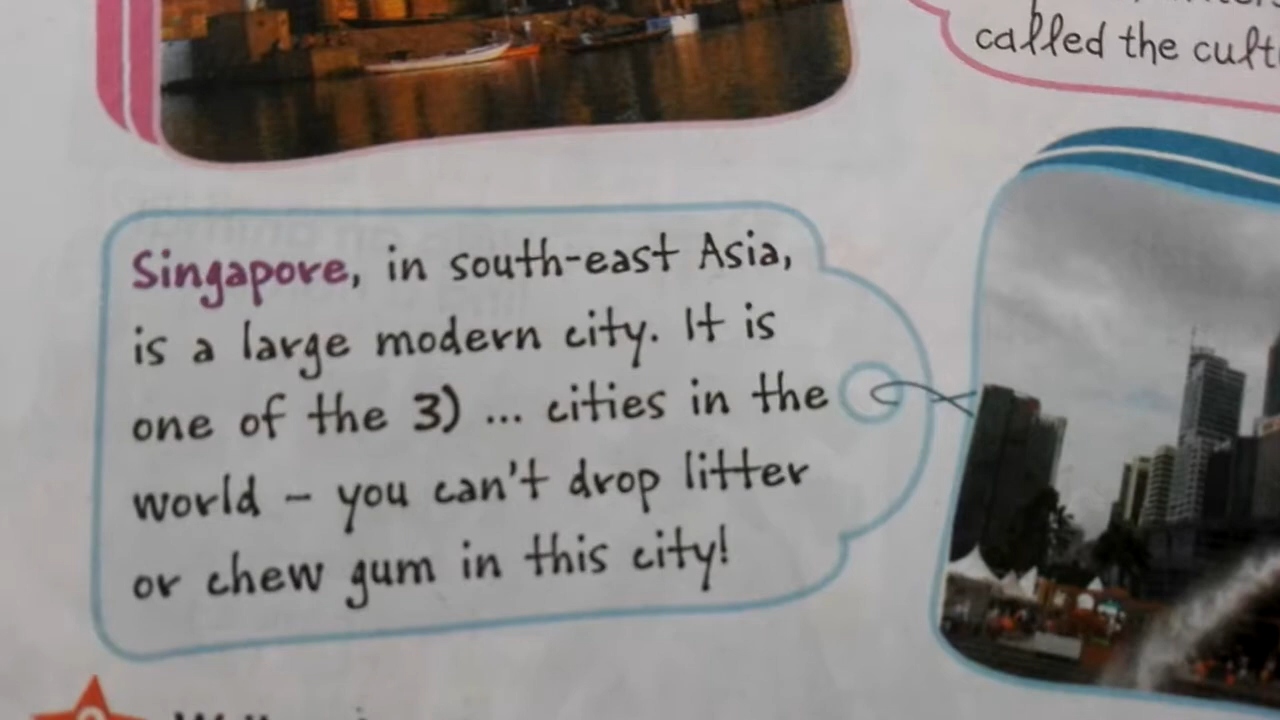 called the
Singapore, in south-east Asia,
is a large modern city. It is
one of the 3) ... cities in the
world – you can't drop litter
or chew gum in this city!